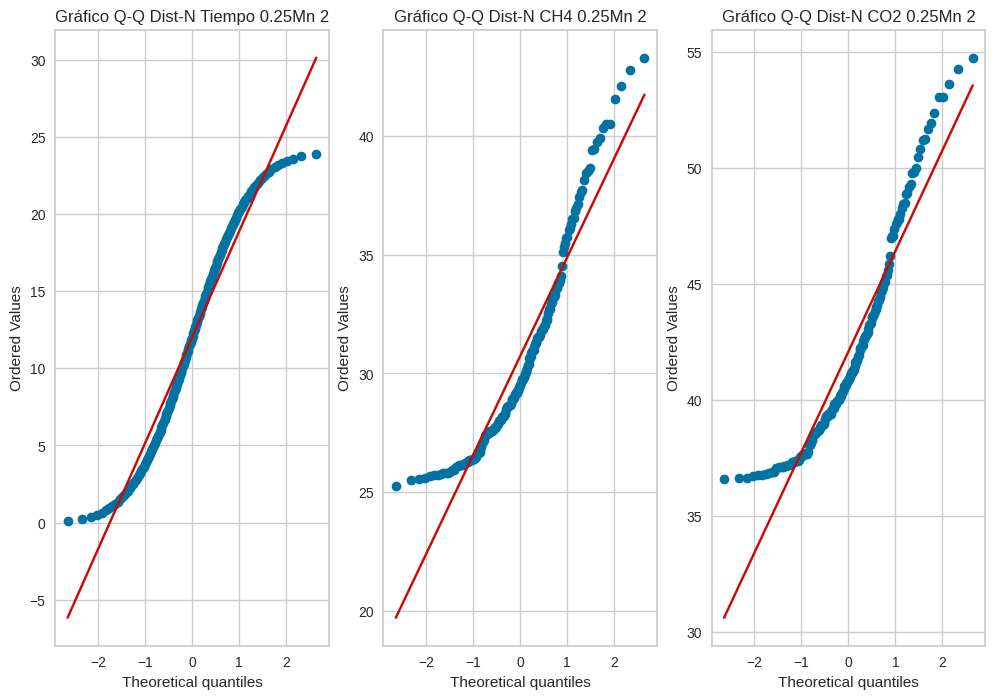 Gráfico Q-Q Dist-N Tiempo 0.25Mn 2
Ordered Values
30
25
20
15
10
5
0
−5
−2 −1 0 1 2
Theoretical quantiles
Gráfico Q-Q Dist-N CH4 0.25Mn 2
Ordered Values
40
35
30
25
20
−2 −1 0 1 2
Theoretical quantiles
Gráfico Q-Q Dist-N CO2 0.25Mn 2
Ordered Values
55
50
45
40
35
30
−2 −1 0 1 2
Theoretical quantiles